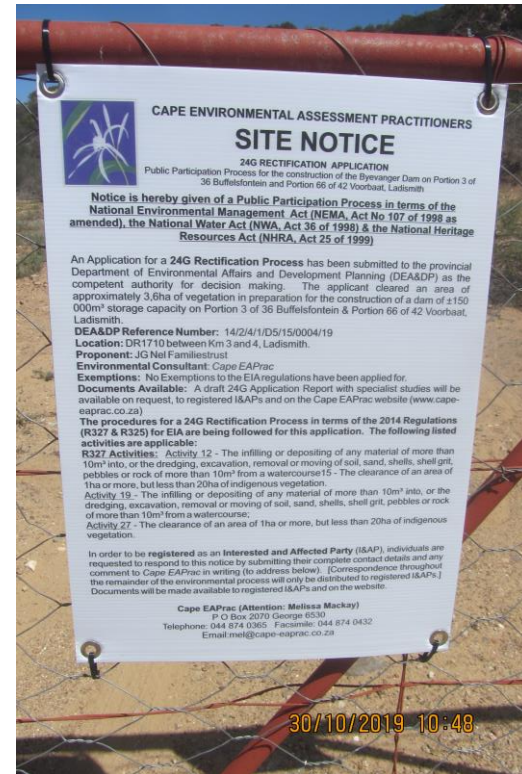 CAPE ENVIRONMENTAL ASSESSMENT PRACTITIONERS
SITE NOTICE
24G RECTIFICATION APPLICATION
Public Participation Process for the construction of the Byevanger Dam on Portion 3 of
36 Buffelsfontein and Portion 66 of 42 Voorbaat, Ladismith
Notice is hereby given of a Public Participation Process in terms of the
National Environmental Management Act (NEMA, Act No 107 of 1998 as
amended), the National Water Act (NWA, Act 36 of 1998) & the National Heritage
Resources Act (NHRA, Act 25 of 1999)
An Application for a 24G Rectification Process has been submitted to the provincial
Department of Environmental Affairs and Development Planning (DEA&DP) as the
competent authority for decision making. The applicant cleared an area of
approximately 3,6ha of vegetation in preparation for the construction of a dam of ±150
000m³ storage capacity on Portion 3 of 36 Buffelsfontein & Portion 66 of 42 Voorbaat,
Ladismith.
DEA&DP Reference Number: 14/2/4/1/D5/15/0004/19
Location: DR1710 between Km 3 and 4, Ladismith.
Proponent: JG Nel Familiestrust
Environmental Consultant: Cape EAPrac
Exemptions: No Exemptions to the EIA regulations have been applied for.
Documents Available: A draft 24G Application Report with specialist studies will be
available on request, to registered I&APs and on the Cape EAPrac website (www.cape-
eaprac.co.za)
The procedures for a 24G Rectification Process in terms of the 2014 Regulations
(R327 & R325) for EIA are being followed for this application. The following listed
activities are applicable:
R327 Activities: Activity 12 - The infilling or depositing of any material of more than
10m³ into, or the dredging, excavation, removal or moving of soil, sand, shells, shell grit,
pebbles or rock of more than 10m³ from a watercourse15 - The clearance of an area of
1ha or more, but less than 20ha of indigenous vegetation.
Activity 19 - The infilling or depositing of any material of more than 10m³ into, or the
dredging, excavation, removal or moving of soil, sand, shells, shell grit, pebbles or rock
of more than 10m³ from a watercourse;
Activity 27 - The clearance of an area of 1ha or more, but less than 20ha of indigenous
vegetation.
In order to be registered as an Interested and Affected Party (I&AP), individuals are
requested to respond to this notice by submitting their complete contact details and any
comment to Cape EAPrac in writing (to address below). [Correspondence throughout
the remainder of the environmental process will only be distributed to registered I&APs.]
Documents will be made available to registered I&APs and on the website.
Cape EAPrac (Attention: Melissa Mackay)
P O Box 2070 George 6530
Telephone: 044 874 0365 Facsimile: 044 874 0432
Email:mel@cape-eaprac.co.za
30/10/2019 10:48